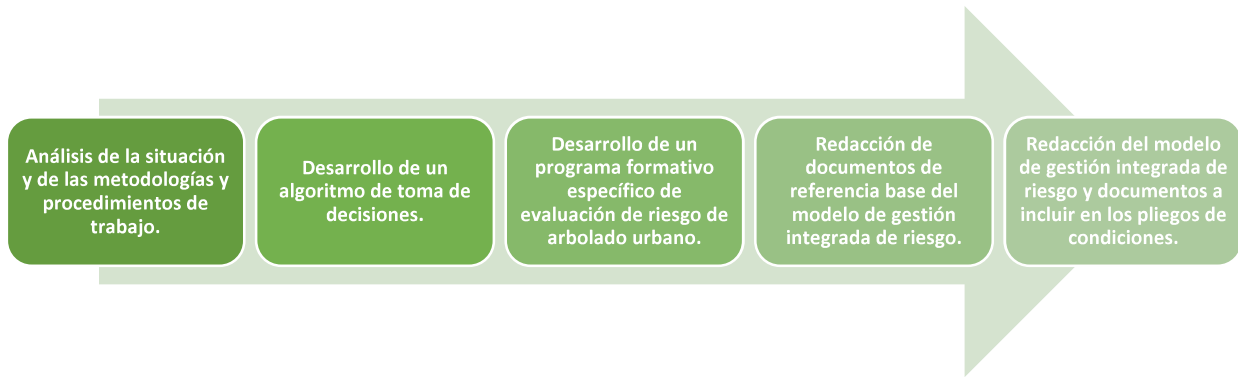 Análisis de la situación
y de las metodologías y
procedimientos de
trabajo.
Desarrollo de un
algoritmo de toma de
decisiones.
Desarrollo de un
programa formativo
específico de
evaluación de riesgo de
arbolado urbano.
Redacción de
documentos de
referencia base del
modelo de gestión
integrada de riesgo.
Redacción del modelo
de gestión integrada de
riesgo y documentos a
incluir en los pliegos de
condiciones.